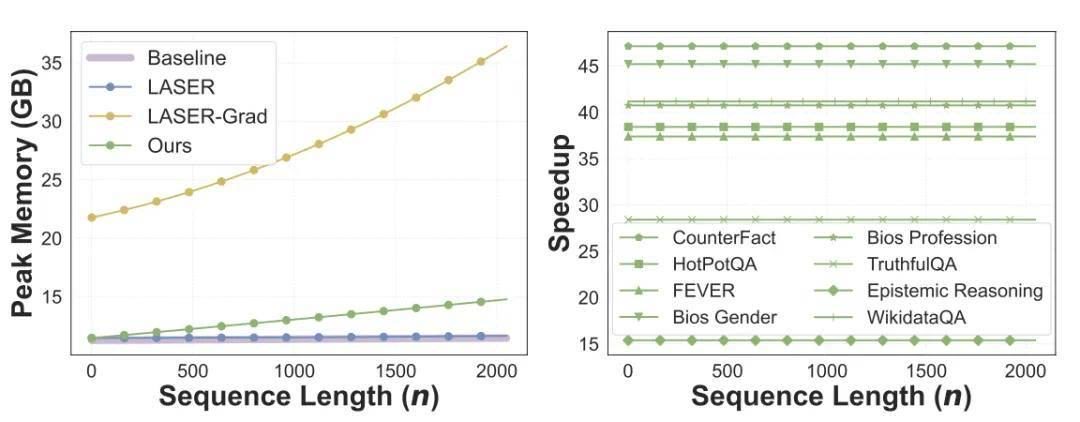 Peak Memory (GB)
35
30
25
20
15
Baseline
LASER
LASER-Grad
Ours
0
500
1000
1500
2000
Sequence Length (n)
Speedup
45
40
35
30
25
20
15
CounterFact
HotPotQA
FEVER
Bios Gender
Bios Profession
TruthfulQA
Epistemic Reasoning
WikidataQA
0
500
1000
1500
2000
Sequence Length (n)